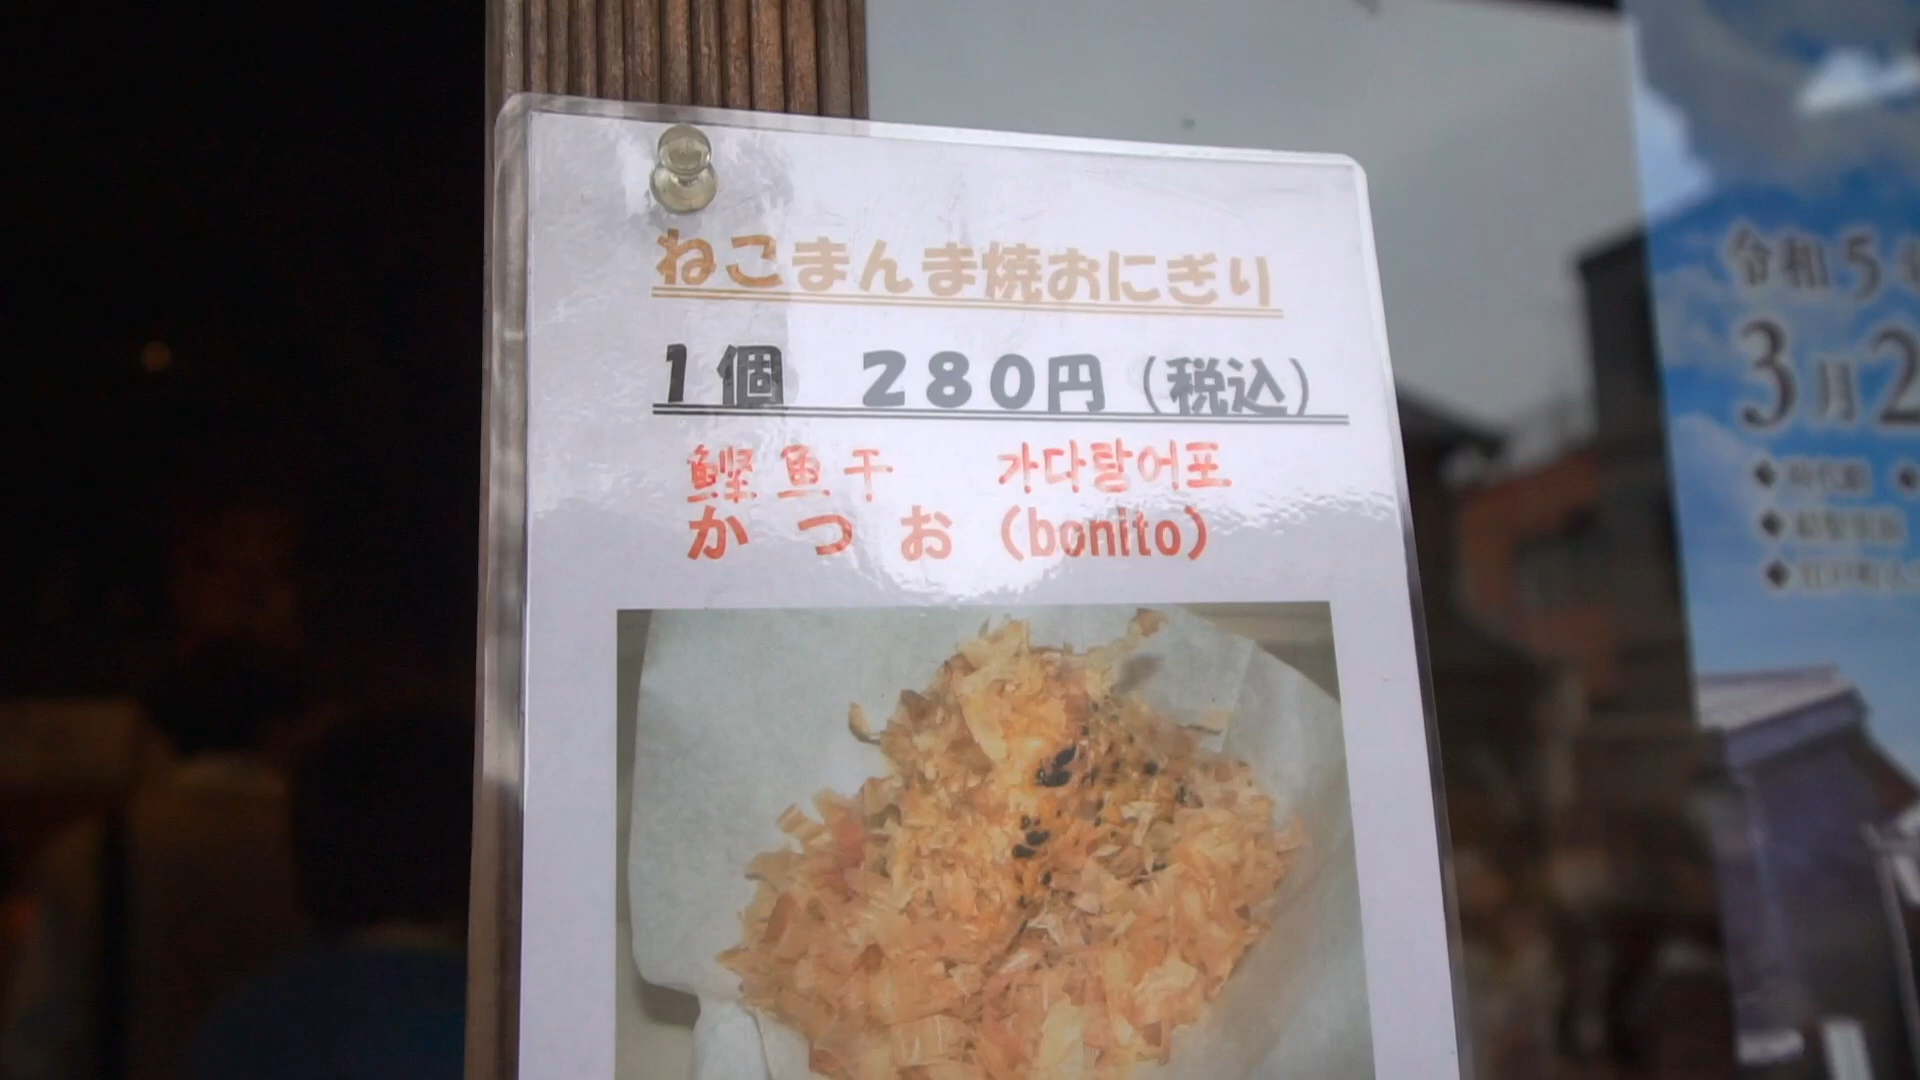 ねこまんま焼おにぎり
1個 280円(税込)
鰹魚干 가다랑어포
かつお(bonito)
令和5
3月2